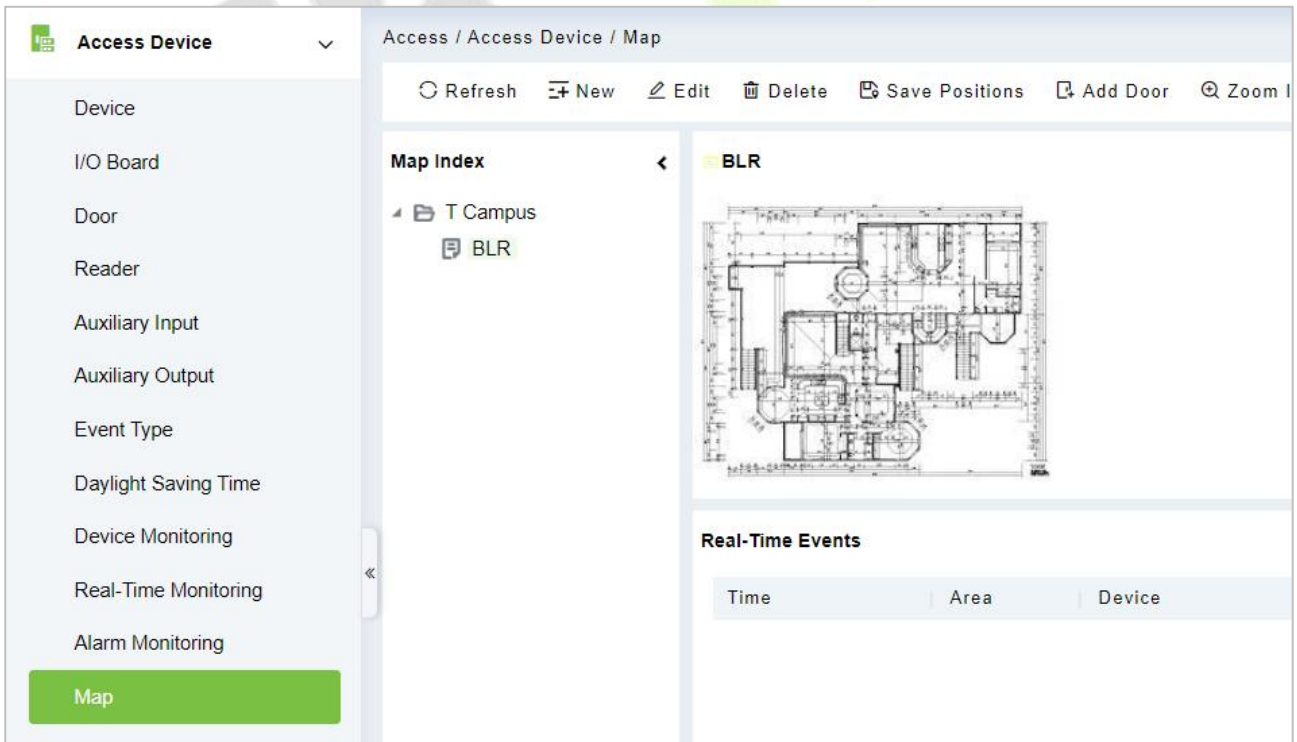 Access Device
Device
I/O Board
Door
Reader
Auxiliary Input
Auxiliary Output
Event Type
Daylight Saving Time
Device Monitoring
Real-Time Monitoring
Alarm Monitoring
Map
Access / Access Device / Map
Refresh New Edit Delete Save Positions Add Door Zoom I
Map Index
T Campus
BLR
BLR
Real-Time Events
Time Area Device